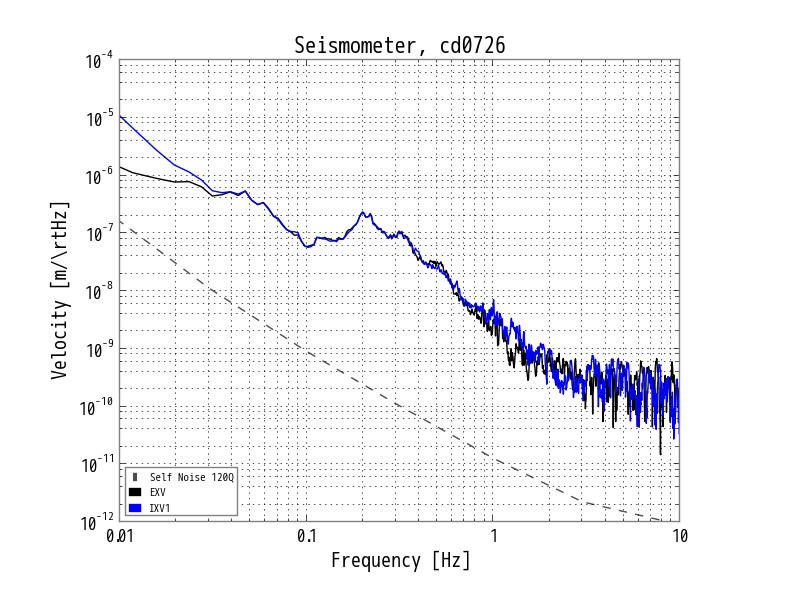 Seismometer, cd0726
10^-4
10^-5
10^-6
10^-7
10^-8
10^-9
10^-10
10^-11
10^-12
Velocity [m/\rtHz]
Self Noise 120Q
EXV
IXV1
0.01 0.1 1 10
Frequency [Hz]